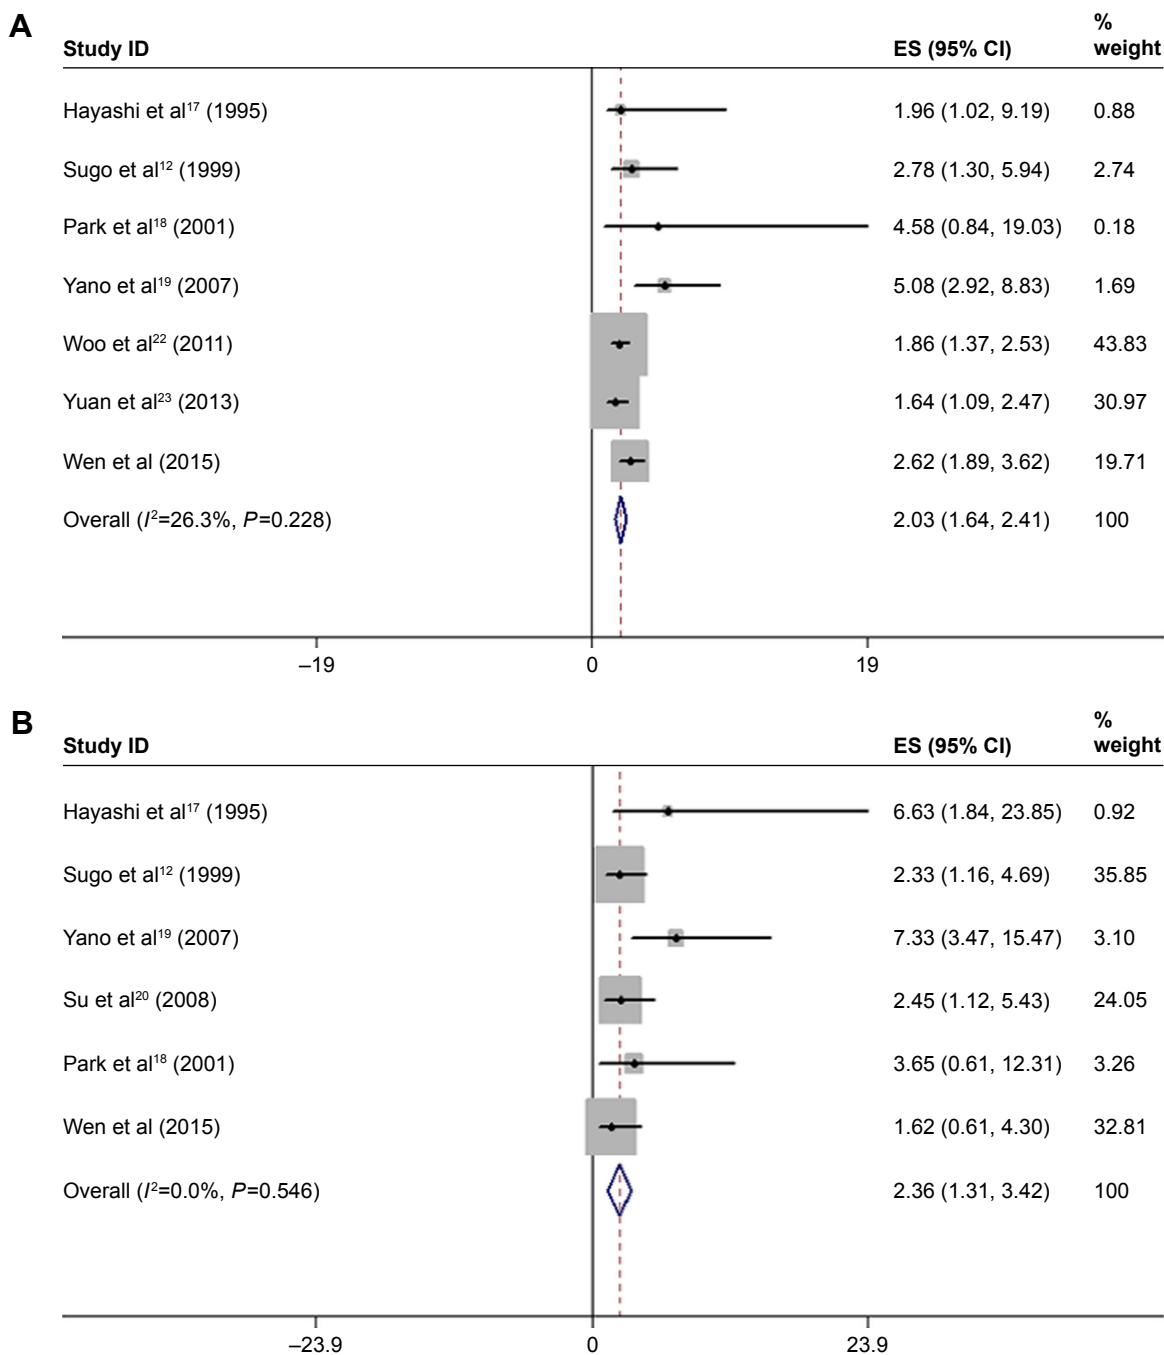 A
%
Study ID ES (95% CI) weight
Hayashi et al17 (1995) 1.96 (1.02, 9.19) 0.88
Sugo et al12 (1999) 2.78 (1.30, 5.94) 2.74
Park et al18 (2001) 4.58 (0.84, 19.03) 0.18
Yano et al19 (2007) 5.08 (2.92, 8.83) 1.69
Woo et al22 (2011) 1.86 (1.37, 2.53) 43.83
Yuan et al23 (2013) 1.64 (1.09, 2.47) 30.97
Wen et al (2015) 2.62 (1.89, 3.62) 19.71
Overall (I2=26.3%, P=0.228) 2.03 (1.64, 2.41) 100
–19 0 19
B
%
Study ID ES (95% CI) weight
Hayashi et al17 (1995) 6.63 (1.84, 23.85) 0.92
Sugo et al12 (1999) 2.33 (1.16, 4.69) 35.85
Yano et al19 (2007) 7.33 (3.47, 15.47) 3.10
Su et al20 (2008) 2.45 (1.12, 5.43) 24.05
Park et al18 (2001) 3.65 (0.61, 12.31) 3.26
Wen et al (2015) 1.62 (0.61, 4.30) 32.81
Overall (I2=0.0%, P=0.546) 2.36 (1.31, 3.42) 100
–23.9 0 23.9